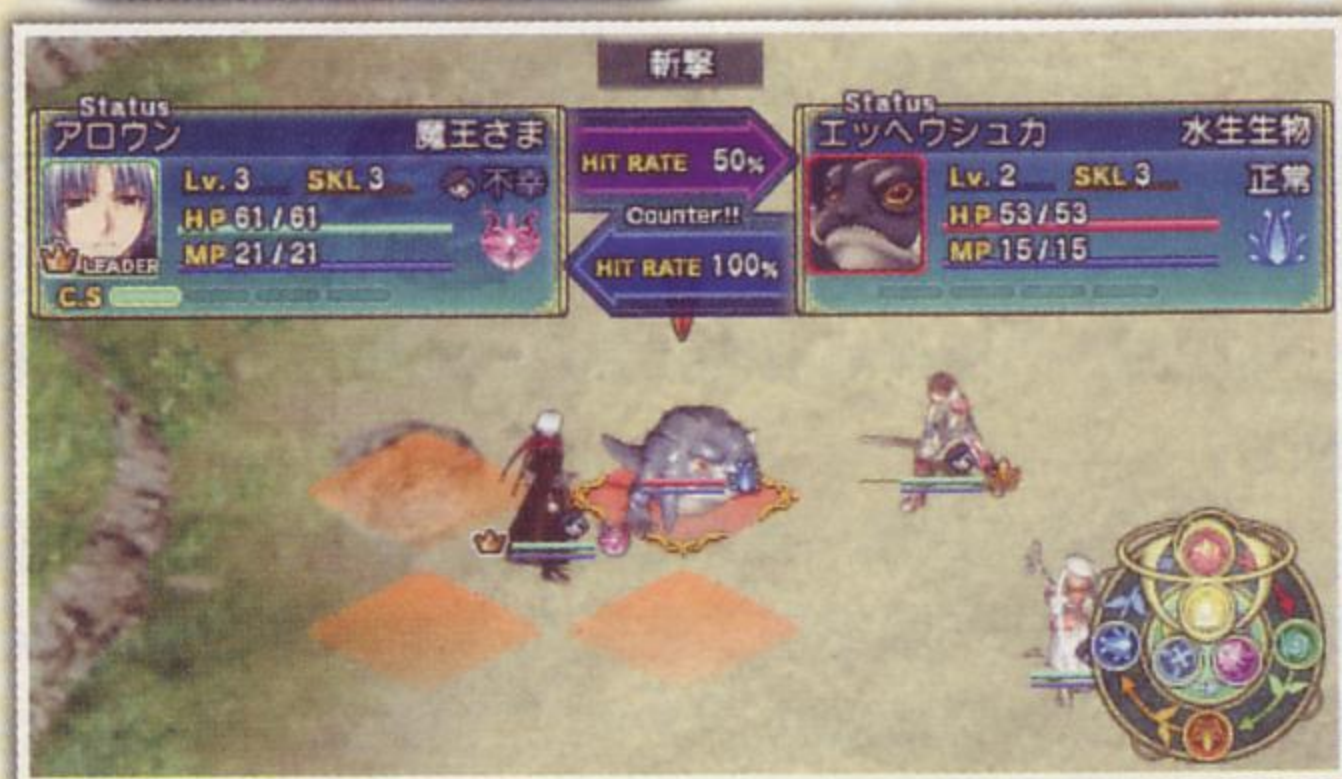 斬撃
Status
アロウン 魔王さま
Lv. 3 SKL 3 不幸
HP 61/61
MP 21/21
LEADER
C.S
HIT RATE 50%
Counter!!
HIT RATE 100%
Status
エッヘウシュカ 水生生物
Lv. 2 SKL 3 正常
HP 53/53
MP 15/15